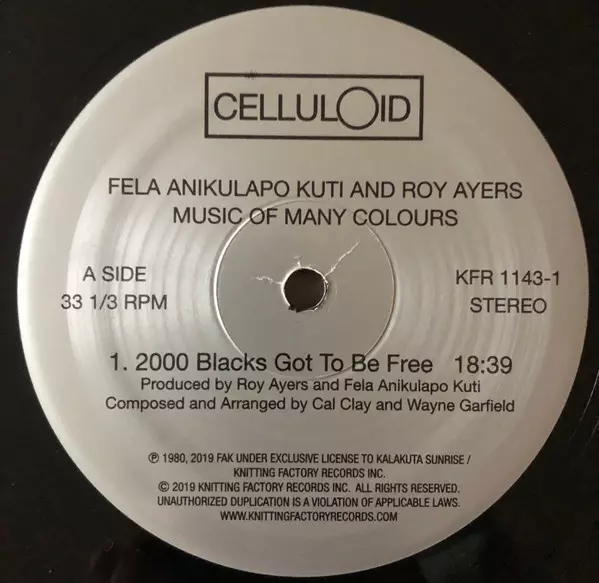 CELLULOID
FELA ANIKULAPO KUTI AND ROY AYERS
MUSIC OF MANY COLOURS
A SIDE
33 1/3 RPM
KFR 1143-1
STEREO
1. 2000 Blacks Got To Be Free 18:39
Produced by Roy Ayers and Fela Anikulapo Kuti
Composed and Arranged by Cal Clay and Wayne Garfield
℗ 1980, 2019 FAK UNDER EXCLUSIVE LICENSE TO KALAKUTA SUNRISE /
KNITTING FACTORY RECORDS INC.
© 2019 KNITTING FACTORY RECORDS INC. ALL RIGHTS RESERVED.
UNAUTHORIZED DUPLICATION IS A VIOLATION OF APPLICABLE LAWS.
WWW.KNITTINGFACTORYRECORDS.COM